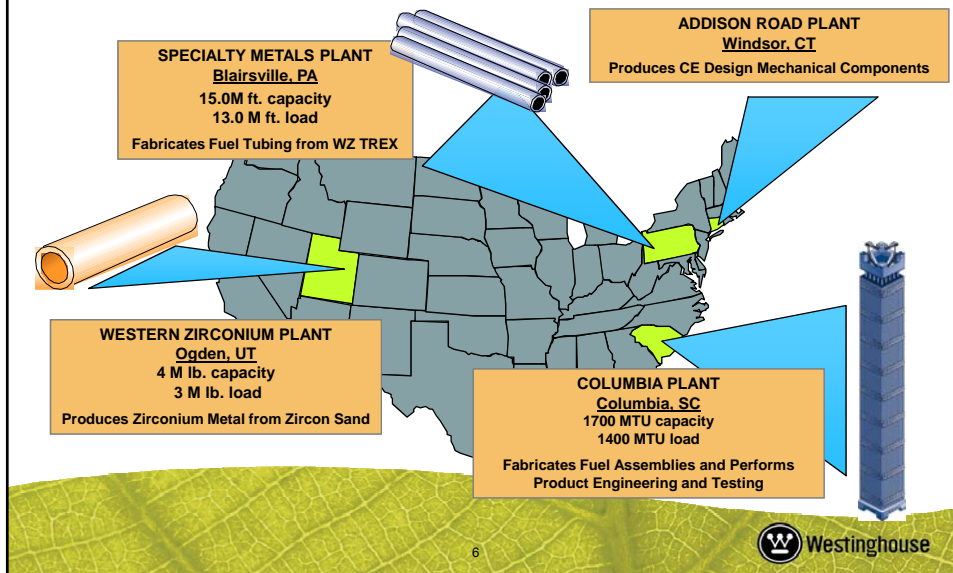 SPECIALTY METALS PLANT
Blairsville, PA
15.0M ft. capacity
13.0 M ft. load
Fabricates Fuel Tubing from WZ TREX
ADDISON ROAD PLANT
Windsor, CT
Produces CE Design Mechanical Components
WESTERN ZIRCONIUM PLANT
Ogden, UT
4 M lb. capacity
3 M lb. load
Produces Zirconium Metal from Zircon Sand
COLUMBIA PLANT
Columbia, SC
1700 MTU capacity
1400 MTU load
Fabricates Fuel Assemblies and Performs
Product Engineering and Testing
6
Westinghouse